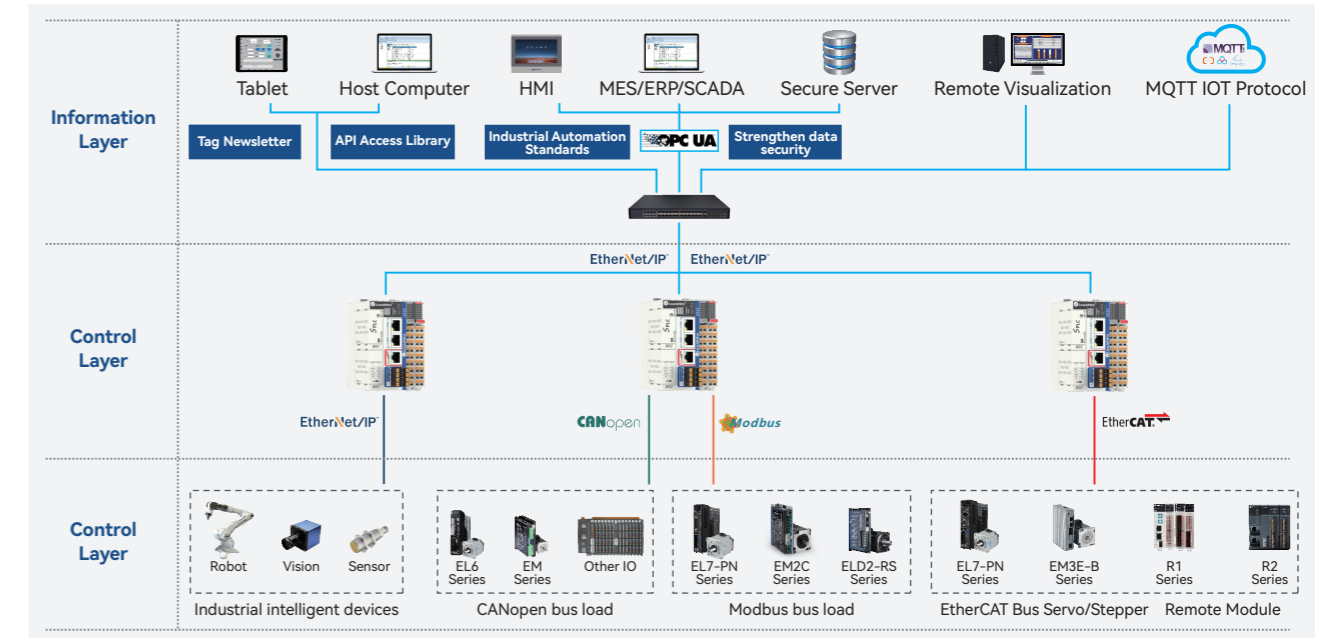 Information
Layer
Tablet
Host Computer
HMI
MES/ERP/SCADA
Secure Server
Remote Visualization
MQTT
MQTT IOT Protocol
Tag Newsletter
API Access Library
Industrial Automation
Standards
OPC UA
Strengthen data
security
EtherNet/IP
EtherNet/IP
Control
Layer
EtherNet/IP
CANopen
Modbus
EtherCAT
Control
Layer
Robot
Vision
Sensor
Industrial intelligent devices
EL6
Series
EM
Series
Other IO
CANopen bus load
EL7-PN
Series
EM2C
Series
ELD2-RS
Series
Modbus bus load
EL7-PN
Series
EM3E-B
Series
R1
Series
R2
Series
EtherCAT Bus Servo/Stepper
Remote Module